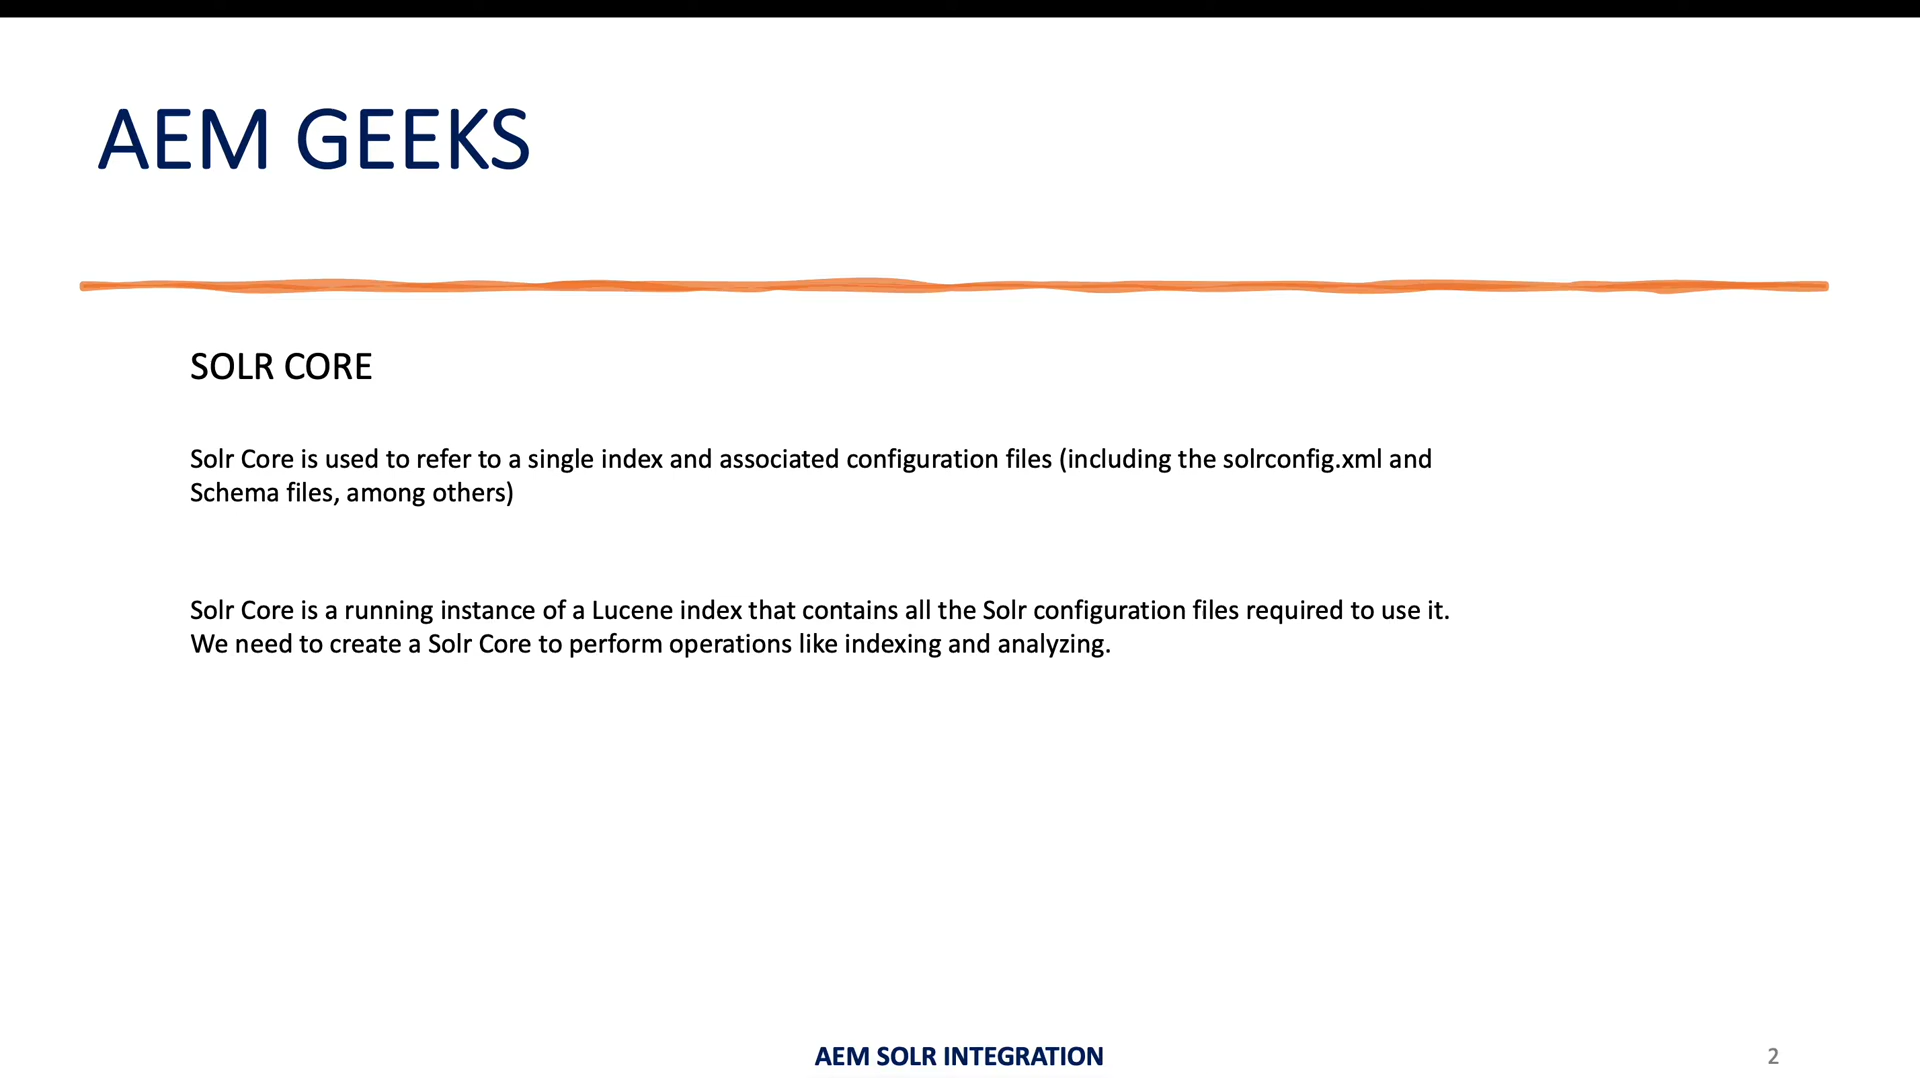 AEM GEEKS
SOLR CORE
Solr Core is used to refer to a single index and associated configuration files (including the solrconfig.xml and
Schema files, among others)
Solr Core is a running instance of a Lucene index that contains all the Solr configuration files required to use it.
We need to create a Solr Core to perform operations like indexing and analyzing.
AEM SOLR INTEGRATION
2